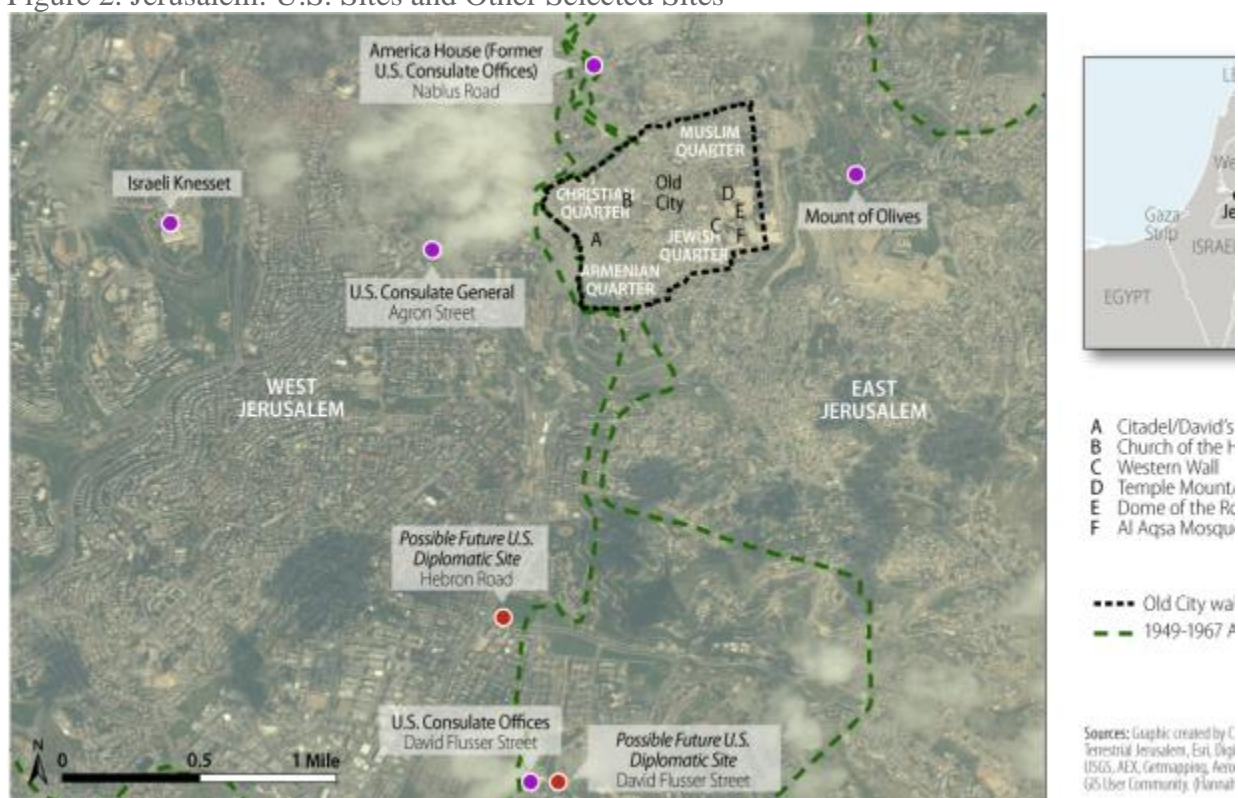 Figure 2. Jerusalem: U.S. Sites and Other Selected Sites
America House (Former
U.S. Consulate Offices)
Nablus Road
Israeli Knesset
MUSLIM
QUARTER
CHRISTIAN
QUARTER
Old
City
A
B
C
D
E
F
JEWISH
QUARTER
ARMENIAN
QUARTER
Mount of Olives
U.S. Consulate General
Agron Street
WEST
JERUSALEM
EAST
JERUSALEM
Possible Future U.S.
Diplomatic Site
Hebron Road
U.S. Consulate Offices
David Flusser Street
Possible Future U.S.
Diplomatic Site
David Flusser Street
N
0 0.5 1 Mile
Gaza
Strip
ISRAEL
EGYPT
A Citadel/David's
B Church of the
C Western Wall
D Temple Mount/
E Dome of the
F Al Aqsa
Old City
1949-1967
Sources: Graphic created by
Terrestrial Jerusalem, Esri,
USGS, AEX, Getmapping,
GIS User Community.